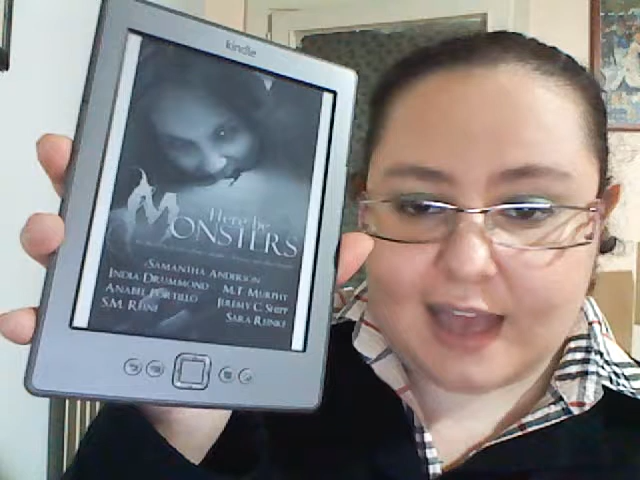 kindle
Here be
MONSTERS
SAMANTHA ANDERSON
INDIA DRUMMOND M.T. MURPHY
ANABEL PORTILLO JEREMY C. SHIPP
S.M. REINE SARA REINKE